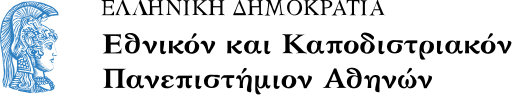 ΕΛΛΗΝΙΚΗ ΔΗΜΟΚΡΑΤΙΑ
Εθνικόν και Καποδιστριακόν
Πανεπιστήμιον Αθηνών